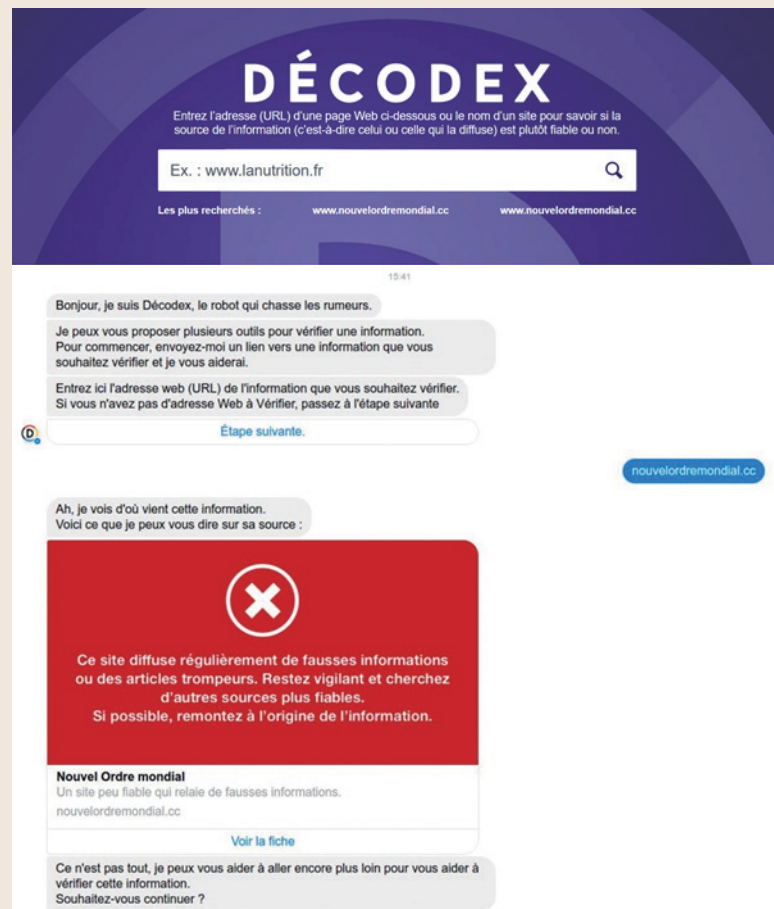 DÉCODEX
Entrez l'adresse (URL) d'une page Web ci-dessous ou le nom d'un site pour savoir si la
source de l'information (c'est-à-dire celui ou celle qui la diffuse) est plutôt fiable ou non.
Ex. : www.lanutrition.fr
Les plus recherchés : www.nouvelordremondial.cc www.nouvelordremondial.cc
15:41
Bonjour, je suis Décodex, le robot qui chasse les rumeurs.
Je peux vous proposer plusieurs outils pour vérifier une information.
Pour commencer, envoyez-moi un lien vers une information que vous
souhaitez vérifier et je vous aiderai.
Entrez ici l'adresse web (URL) de l'information que vous souhaitez vérifier.
Si vous n'avez pas d'adresse Web à Vérifier, passez à l'étape suivante
D
Étape suivante.
nouvelordremondial.cc
Ah, je vois d'où vient cette information.
Voici ce que je peux vous dire sur sa source :
Ce site diffuse régulièrement de fausses informations
ou des articles trompeurs. Restez vigilant et cherchez
d'autres sources plus fiables.
Si possible, remontez à l'origine de l'information.
Nouvel Ordre mondial
Un site peu fiable qui relaie de fausses informations.
nouvelordremondial.cc
Voir la fiche
Ce n'est pas tout, je peux vous aider à aller encore plus loin pour vous aider à
vérifier cette information.
Souhaitez-vous continuer ?